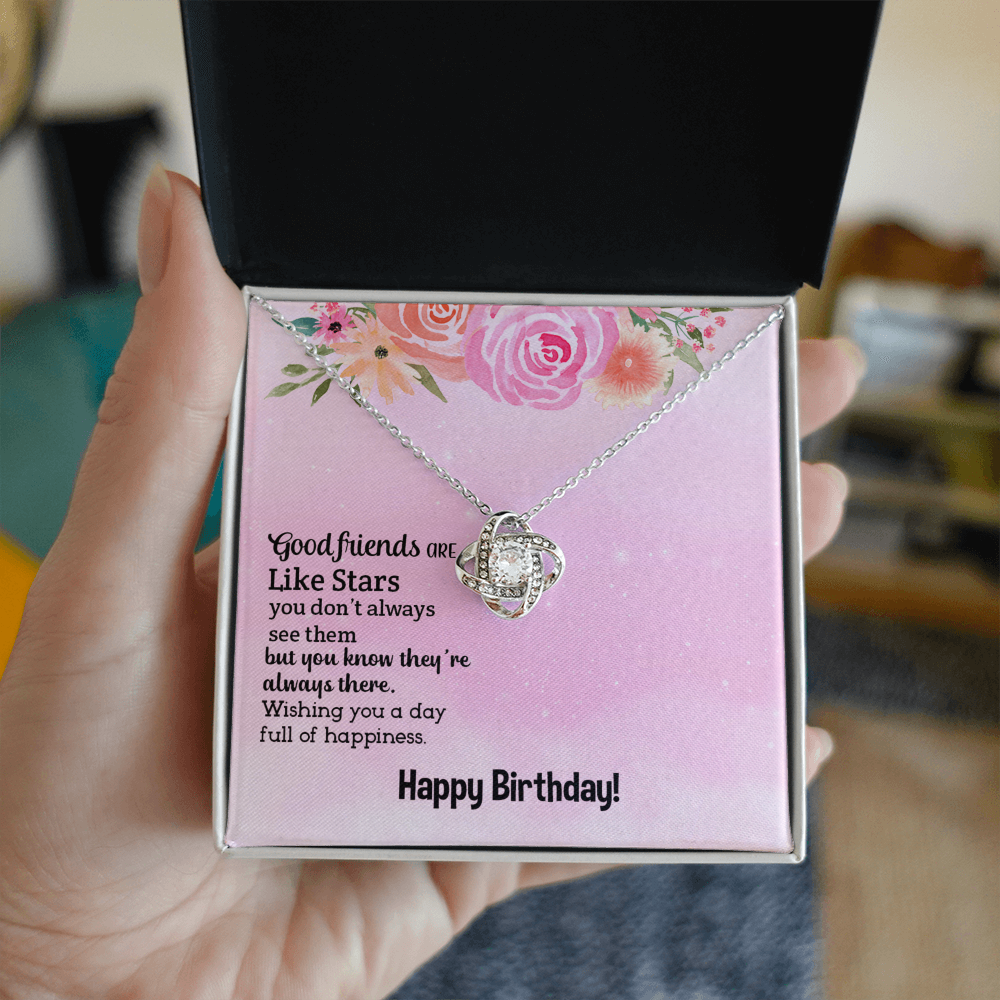 Good friends ARE
Like Stars
you don't always
see them
but you know they're
always there.
Wishing you a day
full of happiness.
Happy Birthday!